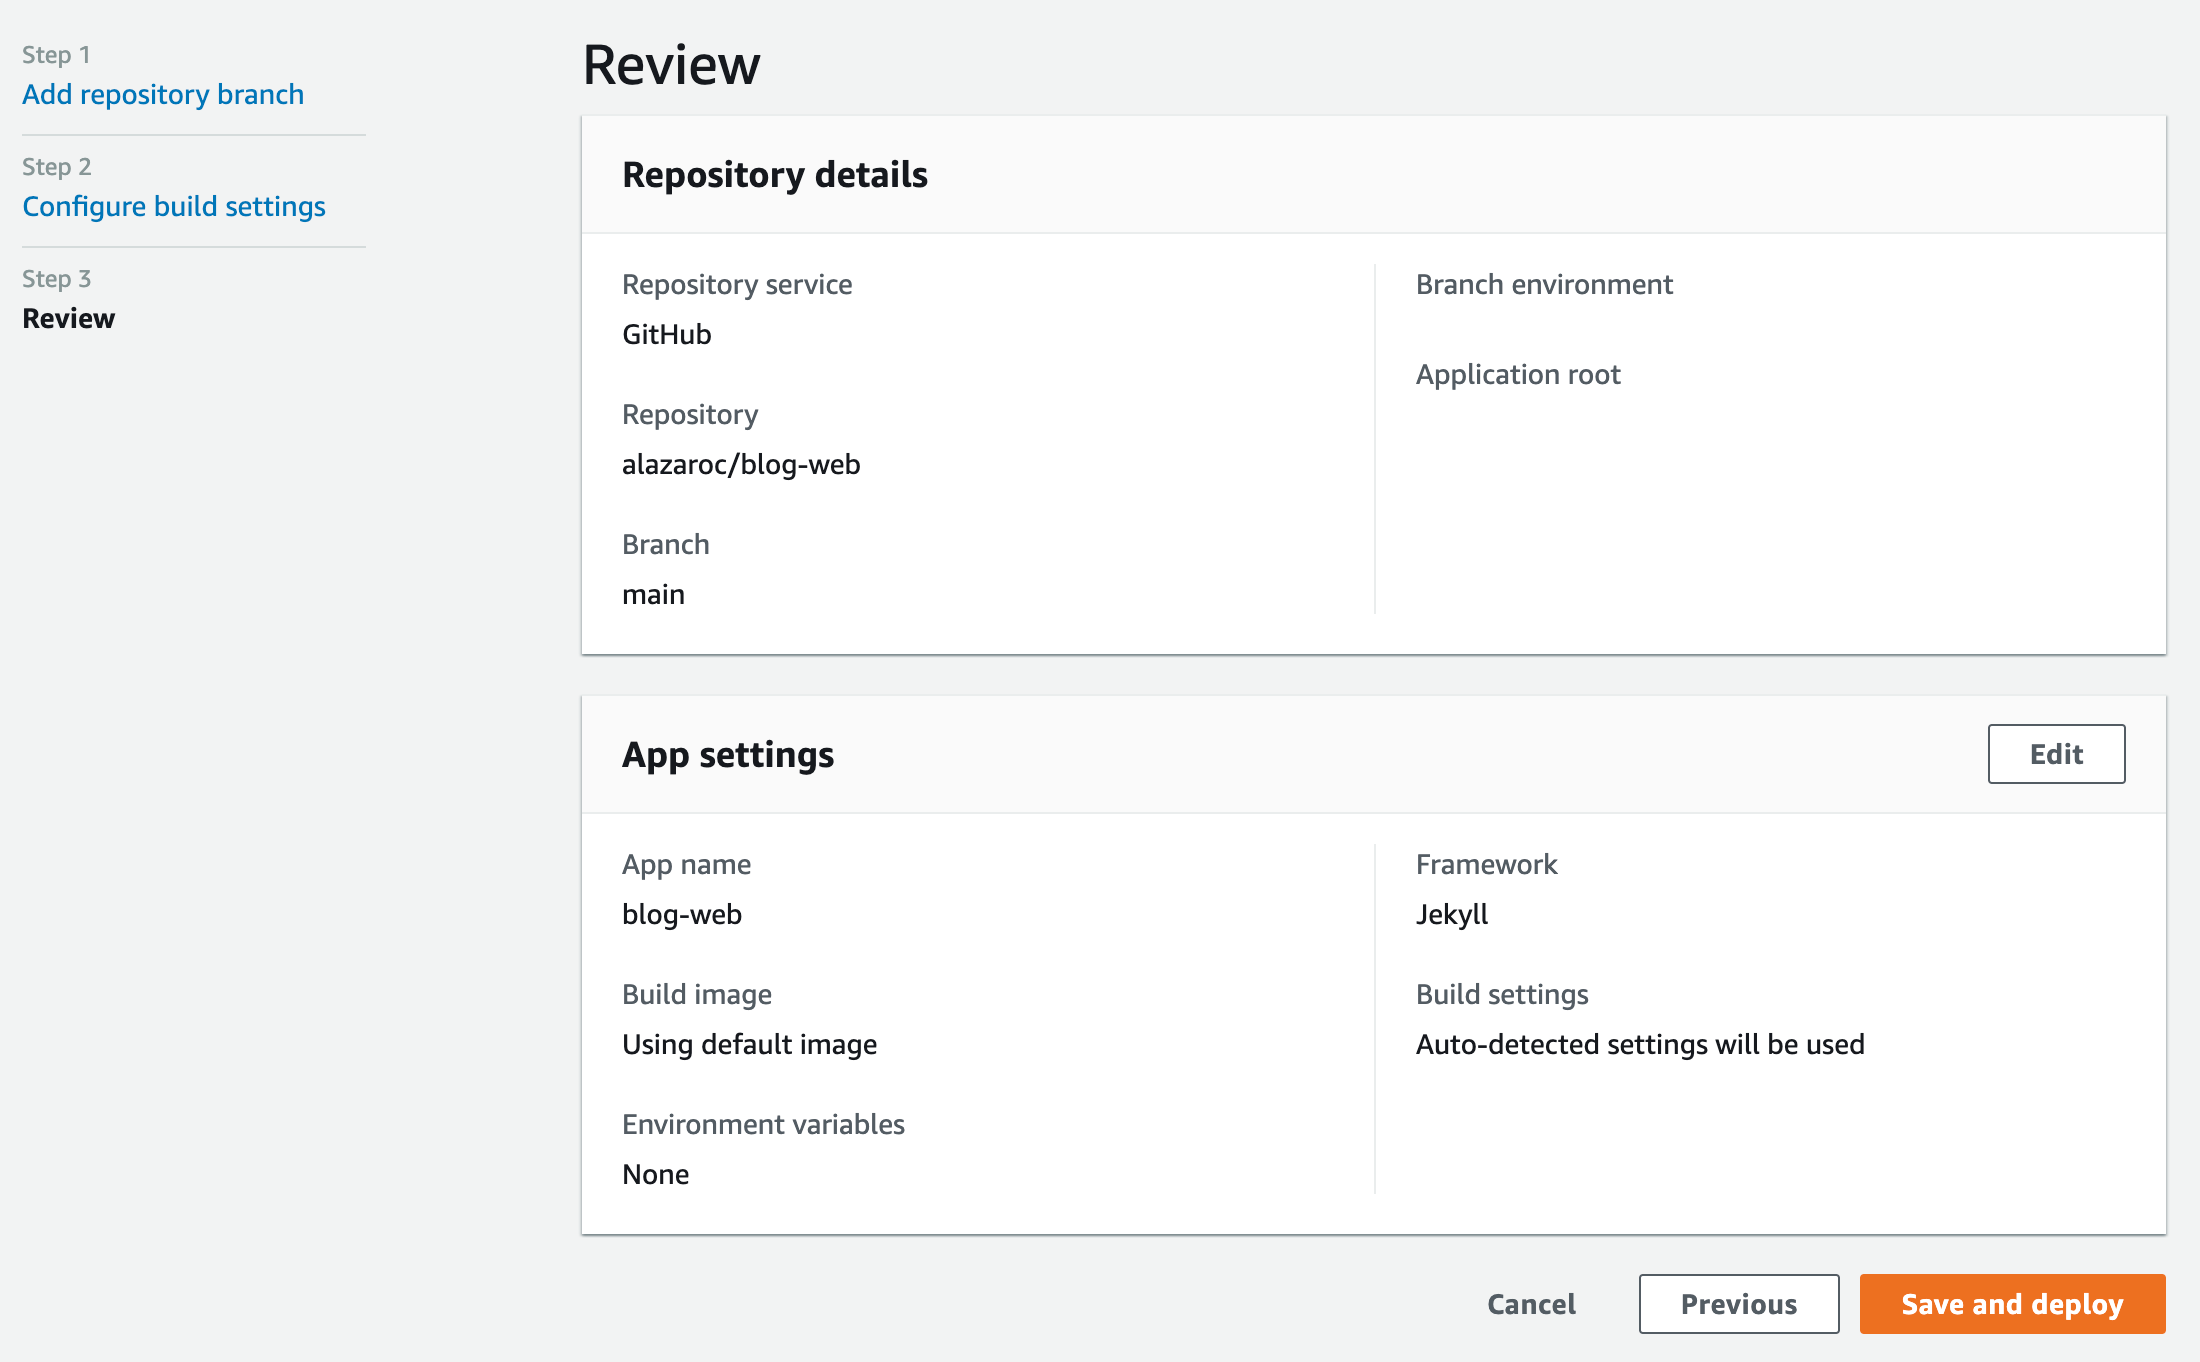 Step 1
Add repository branch
Step 2
Configure build settings
Step 3
Review
Review
Repository details
Repository service
GitHub
Repository
alazaroc/blog-web
Branch
main
Branch environment
Application root
App settings
Edit
App name
blog-web
Build image
Using default image
Environment variables
None
Framework
Jekyll
Build settings
Auto-detected settings will be used
Cancel
Previous
Save and deploy